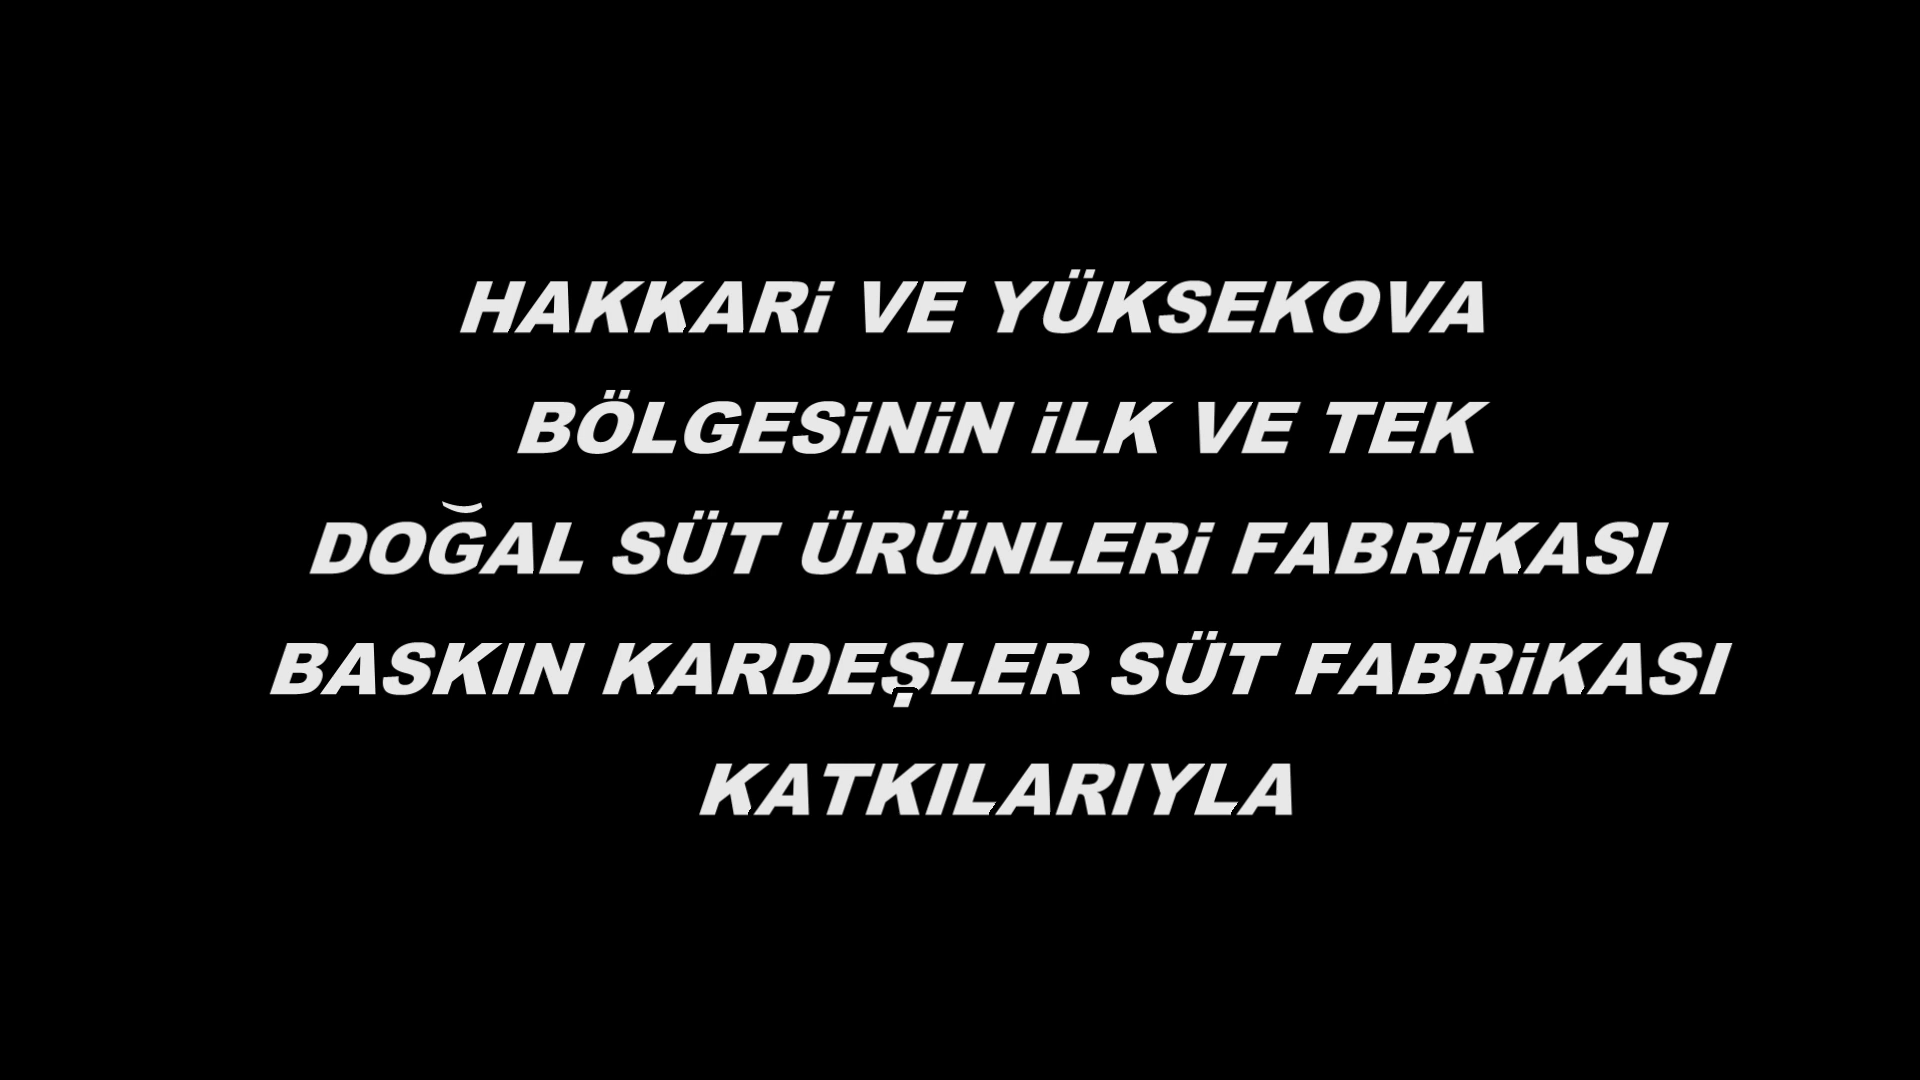 HAKKARi VE YÜKSEKOVA
BÖLGESiNiN iLK VE TEK
DOĞAL SÜT ÜRÜNLERi FABRiKASI
BASKIN KARDEŞLER SÜT FABRiKASI
KATKILARIYLA